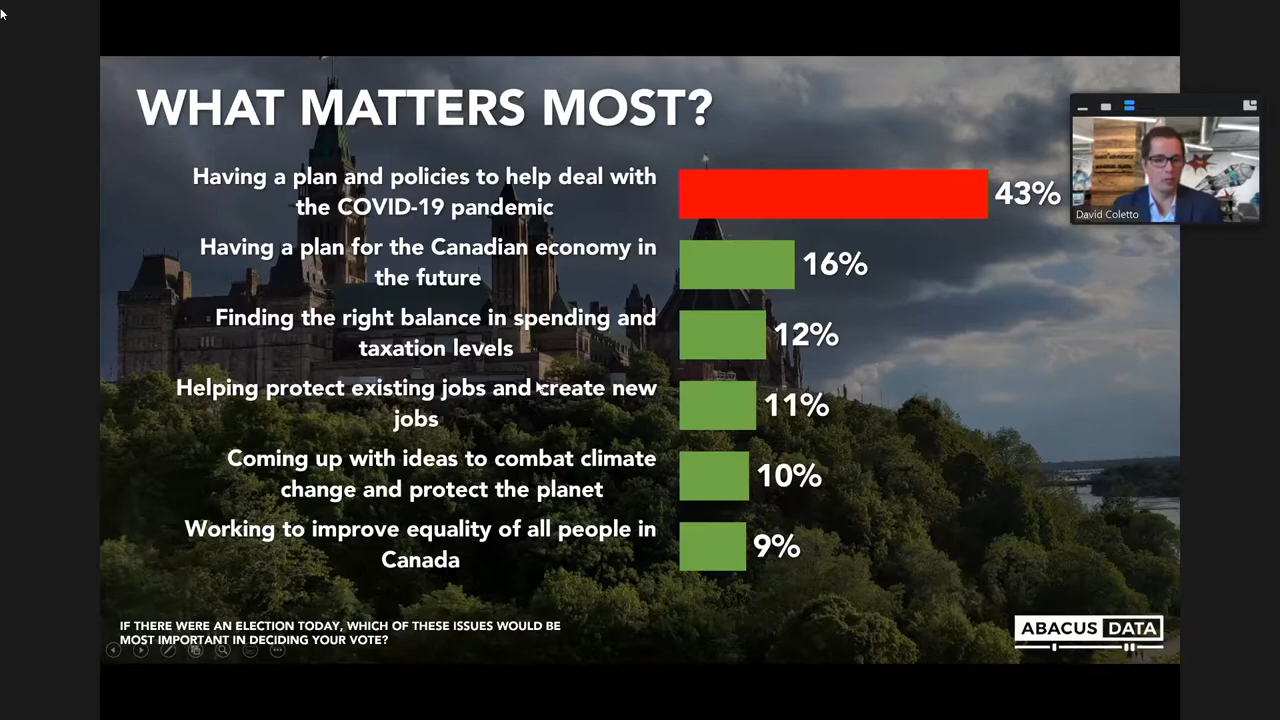 WHAT MATTERS MOST?
Having a plan and policies to help deal with
the COVID-19 pandemic
43%
Having a plan for the Canadian economy in
the future
16%
Finding the right balance in spending and
taxation levels
12%
Helping protect existing jobs and create new
jobs
11%
Coming up with ideas to combat climate
change and protect the planet
10%
Working to improve equality of all people in
Canada
9%
David Coletto
IF THERE WERE AN ELECTION TODAY, WHICH OF THESE ISSUES WOULD BE
MOST IMPORTANT IN DECIDING YOUR VOTE?
ABACUS DATA